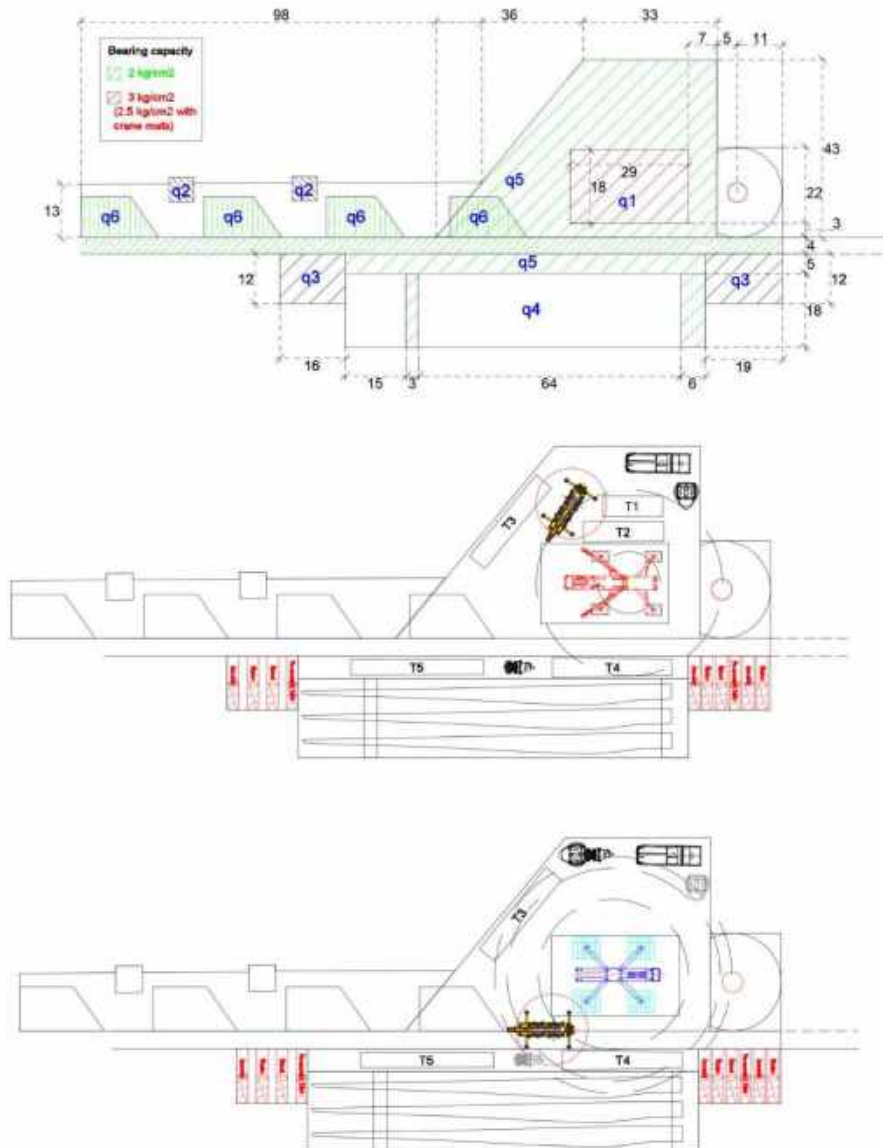 98
36
33
7
5
11
Bearing capacity
2 kg/cm2
3 kg/cm2
(2.5 kg/cm2 with
crane mats)
43
q2
q2
q5
29
18
q1
22
13
q6
q6
q6
q6
3
4
q5
5
12
q3
q3
12
q4
18
16
19
15
3
64
6
T1
T3
T2
T5
T4
T3
T5
T4